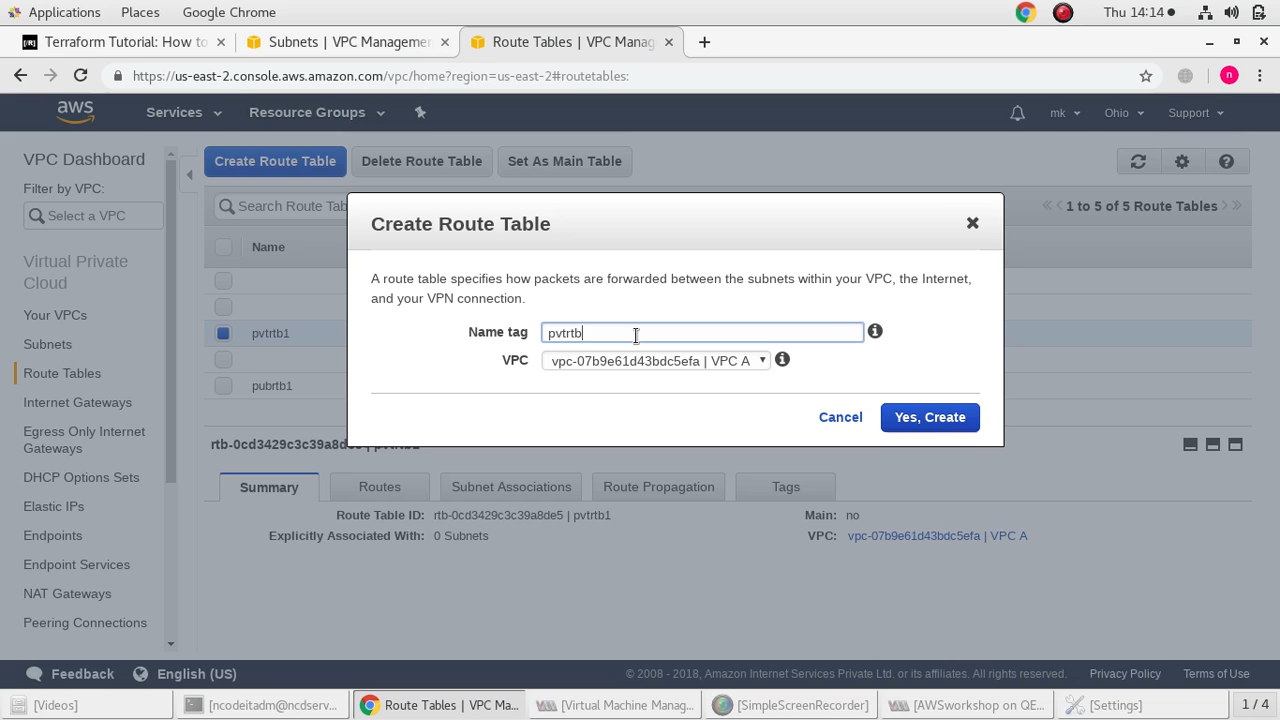 Applications Places Google Chrome Thu 14:14
Terraform Tutorial: How to Subnets | VPC Managemen Route Tables | VPC Manag
https://us-east-2.console.aws.amazon.com/vpc/home?region=us-east-2#routetables:
aws Services Resource Groups mk Ohio Support
VPC Dashboard
Filter by VPC:
Select a VPC
Virtual Private
Cloud
Your VPCs
Subnets
Route Tables
Internet Gateways
Egress Only Internet
Gateways
DHCP Options Sets
Elastic IPs
Endpoints
Endpoint Services
NAT Gateways
Peering Connections
Create Route Table Delete Route Table Set As Main Table
Search Route Tab 1 to 5 of 5 Route Tables
Name
pvtrtb1
pubrtb1
Create Route Table
A route table specifies how packets are forwarded between the subnets within your VPC, the Internet,
and your VPN connection.
Name tag pvtrtb
VPC vpc-07b9e61d43bdc5efa | VPC A
Cancel Yes, Create
rtb-0cd3429c3c39a8de5 | pvtrtb1
Summary Routes Subnet Associations Route Propagation Tags
Route Table ID: rtb-0cd3429c3c39a8de5 | pvtrtb1 Main: no
Explicitly Associated With: 0 Subnets VPC: vpc-07b9e61d43bdc5efa | VPC A
Feedback English (US) © 2008 - 2018, Amazon Internet Services Private Ltd. or its affiliates. All rights reserved. Privacy Policy Terms of Use
[Videos] [ncodeitadm@ncdserv... Route Tables | VPC Ma... [Virtual Machine Manag... [SimpleScreenRecorder] [AWSworkshop on QE... [Settings] 1 / 4